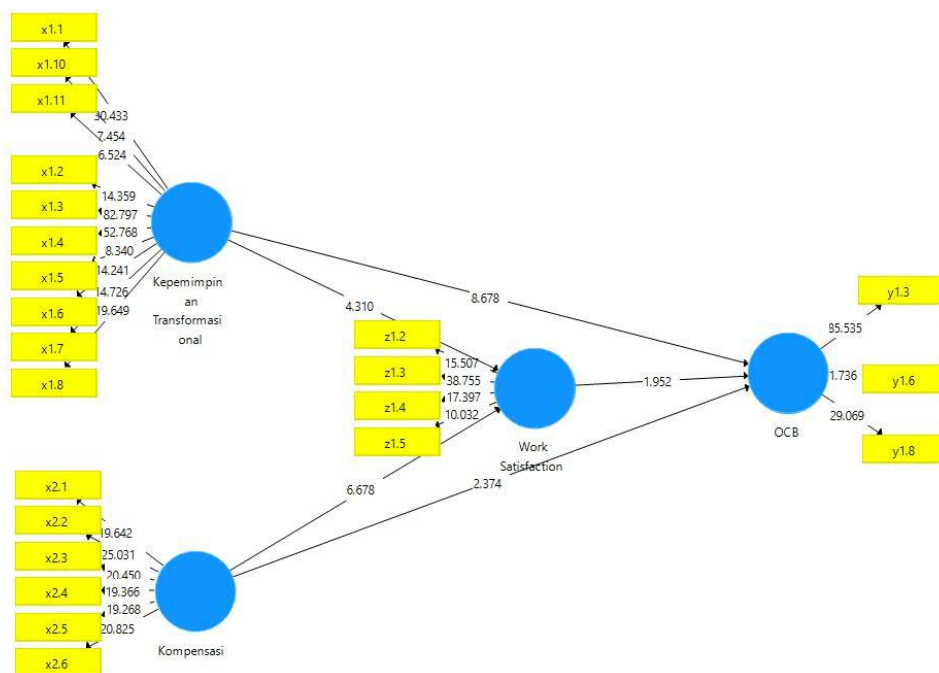 x1.1
x1.10
x1.11
30.433
7.454
6.524
x1.2
x1.3
x1.4
x1.5
x1.6
x1.7
x1.8
14.359
82.797
52.768
8.340
14.241
14.726
19.649
Kepemimpin
an
Transformasi
onal
4.310
8.678
z1.2
z1.3
z1.4
z1.5
15.507
38.755
17.397
10.032
Work
Satisfaction
1.952
6.678
2.374
OCB
85.535
1.736
29.069
y1.3
y1.6
y1.8
x2.1
x2.2
x2.3
x2.4
x2.5
x2.6
19.642
25.031
20.450
19.366
19.268
20.825
Kompensasi